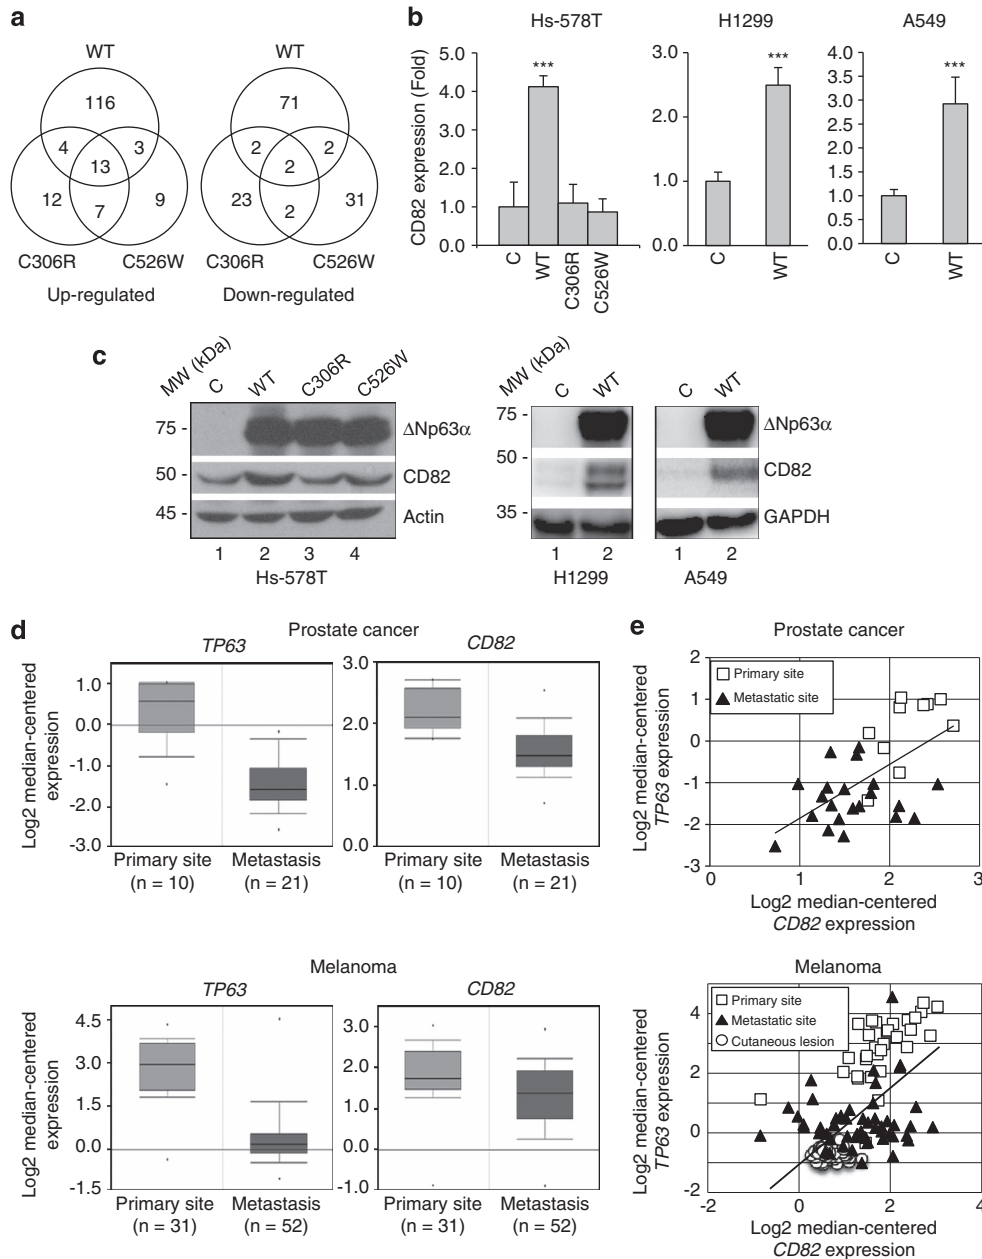 a
WT
116
4
3
13
12
9
7
C306R
C526W
Up-regulated
WT
71
2
2
2
23
31
2
C306R
C526W
Down-regulated
b
Hs-578T
CD82 expression (Fold)
5.0
4.0
3.0
2.0
1.0
0.0
***
C
WT
C306R
C526W
H1299
3.0
2.0
1.0
0.0
***
C
WT
A549
4.0
3.5
3.0
2.5
2.0
1.5
1.0
0.5
0.0
***
C
WT
c
MW (kDa)
C
WT
C306R
C526W
75 -
ΔNp63α
50 -
CD82
45 -
Actin
1 2 3 4
Hs-578T
MW (kDa)
C
WT
C
WT
75 -
ΔNp63α
50 -
CD82
35 -
GAPDH
1 2
1 2
H1299
A549
d
Prostate cancer
TP63
Log2 median-centered
expression
1.0
0.0
-1.0
-2.0
-3.0
Primary site
(n = 10)
Metastasis
(n = 21)
CD82
3.0
2.0
1.0
0.0
Primary site
(n = 10)
Metastasis
(n = 21)
Melanoma
TP63
Log2 median-centered
expression
4.5
3.0
1.5
0.0
-1.5
Primary site
(n = 31)
Metastasis
(n = 52)
CD82
3.0
2.0
1.0
0.0
-1.0
Primary site
(n = 31)
Metastasis
(n = 52)
e
Prostate cancer
Log2 median-centered
TP63 expression
2
1
0
-1
-2
-3
Primary site
Metastatic site
0 1 2 3
Log2 median-centered
CD82 expression
Melanoma
Log2 median-centered
TP63 expression
4
2
0
-2
Primary site
Metastatic site
Cutaneous lesion
-2 0 2 4
Log2 median-centered
CD82 expression